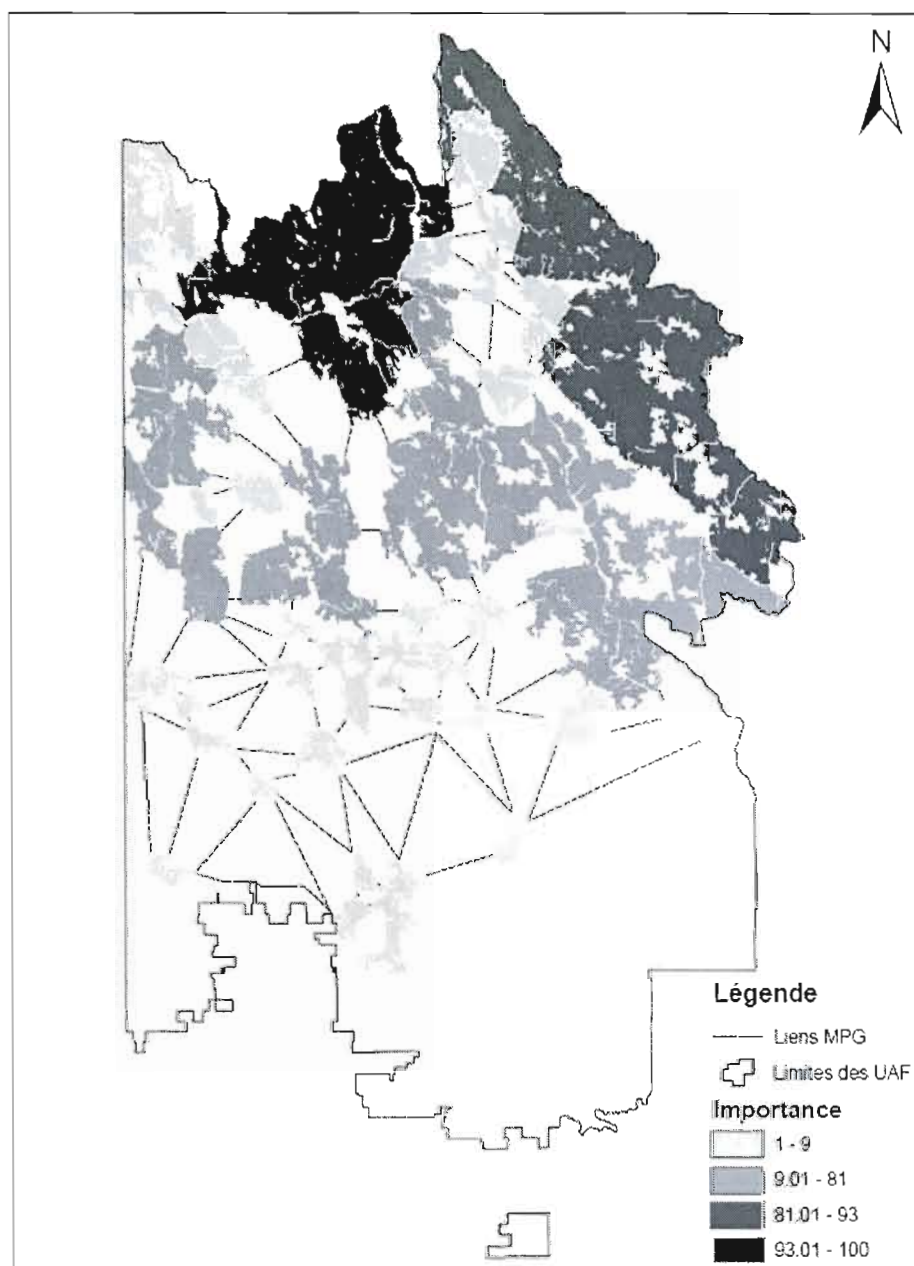 N
Légende
Liens MPG
Limites des UAF
Importance
1 - 9
9.01 - 81
81.01 - 93
93.01 - 100